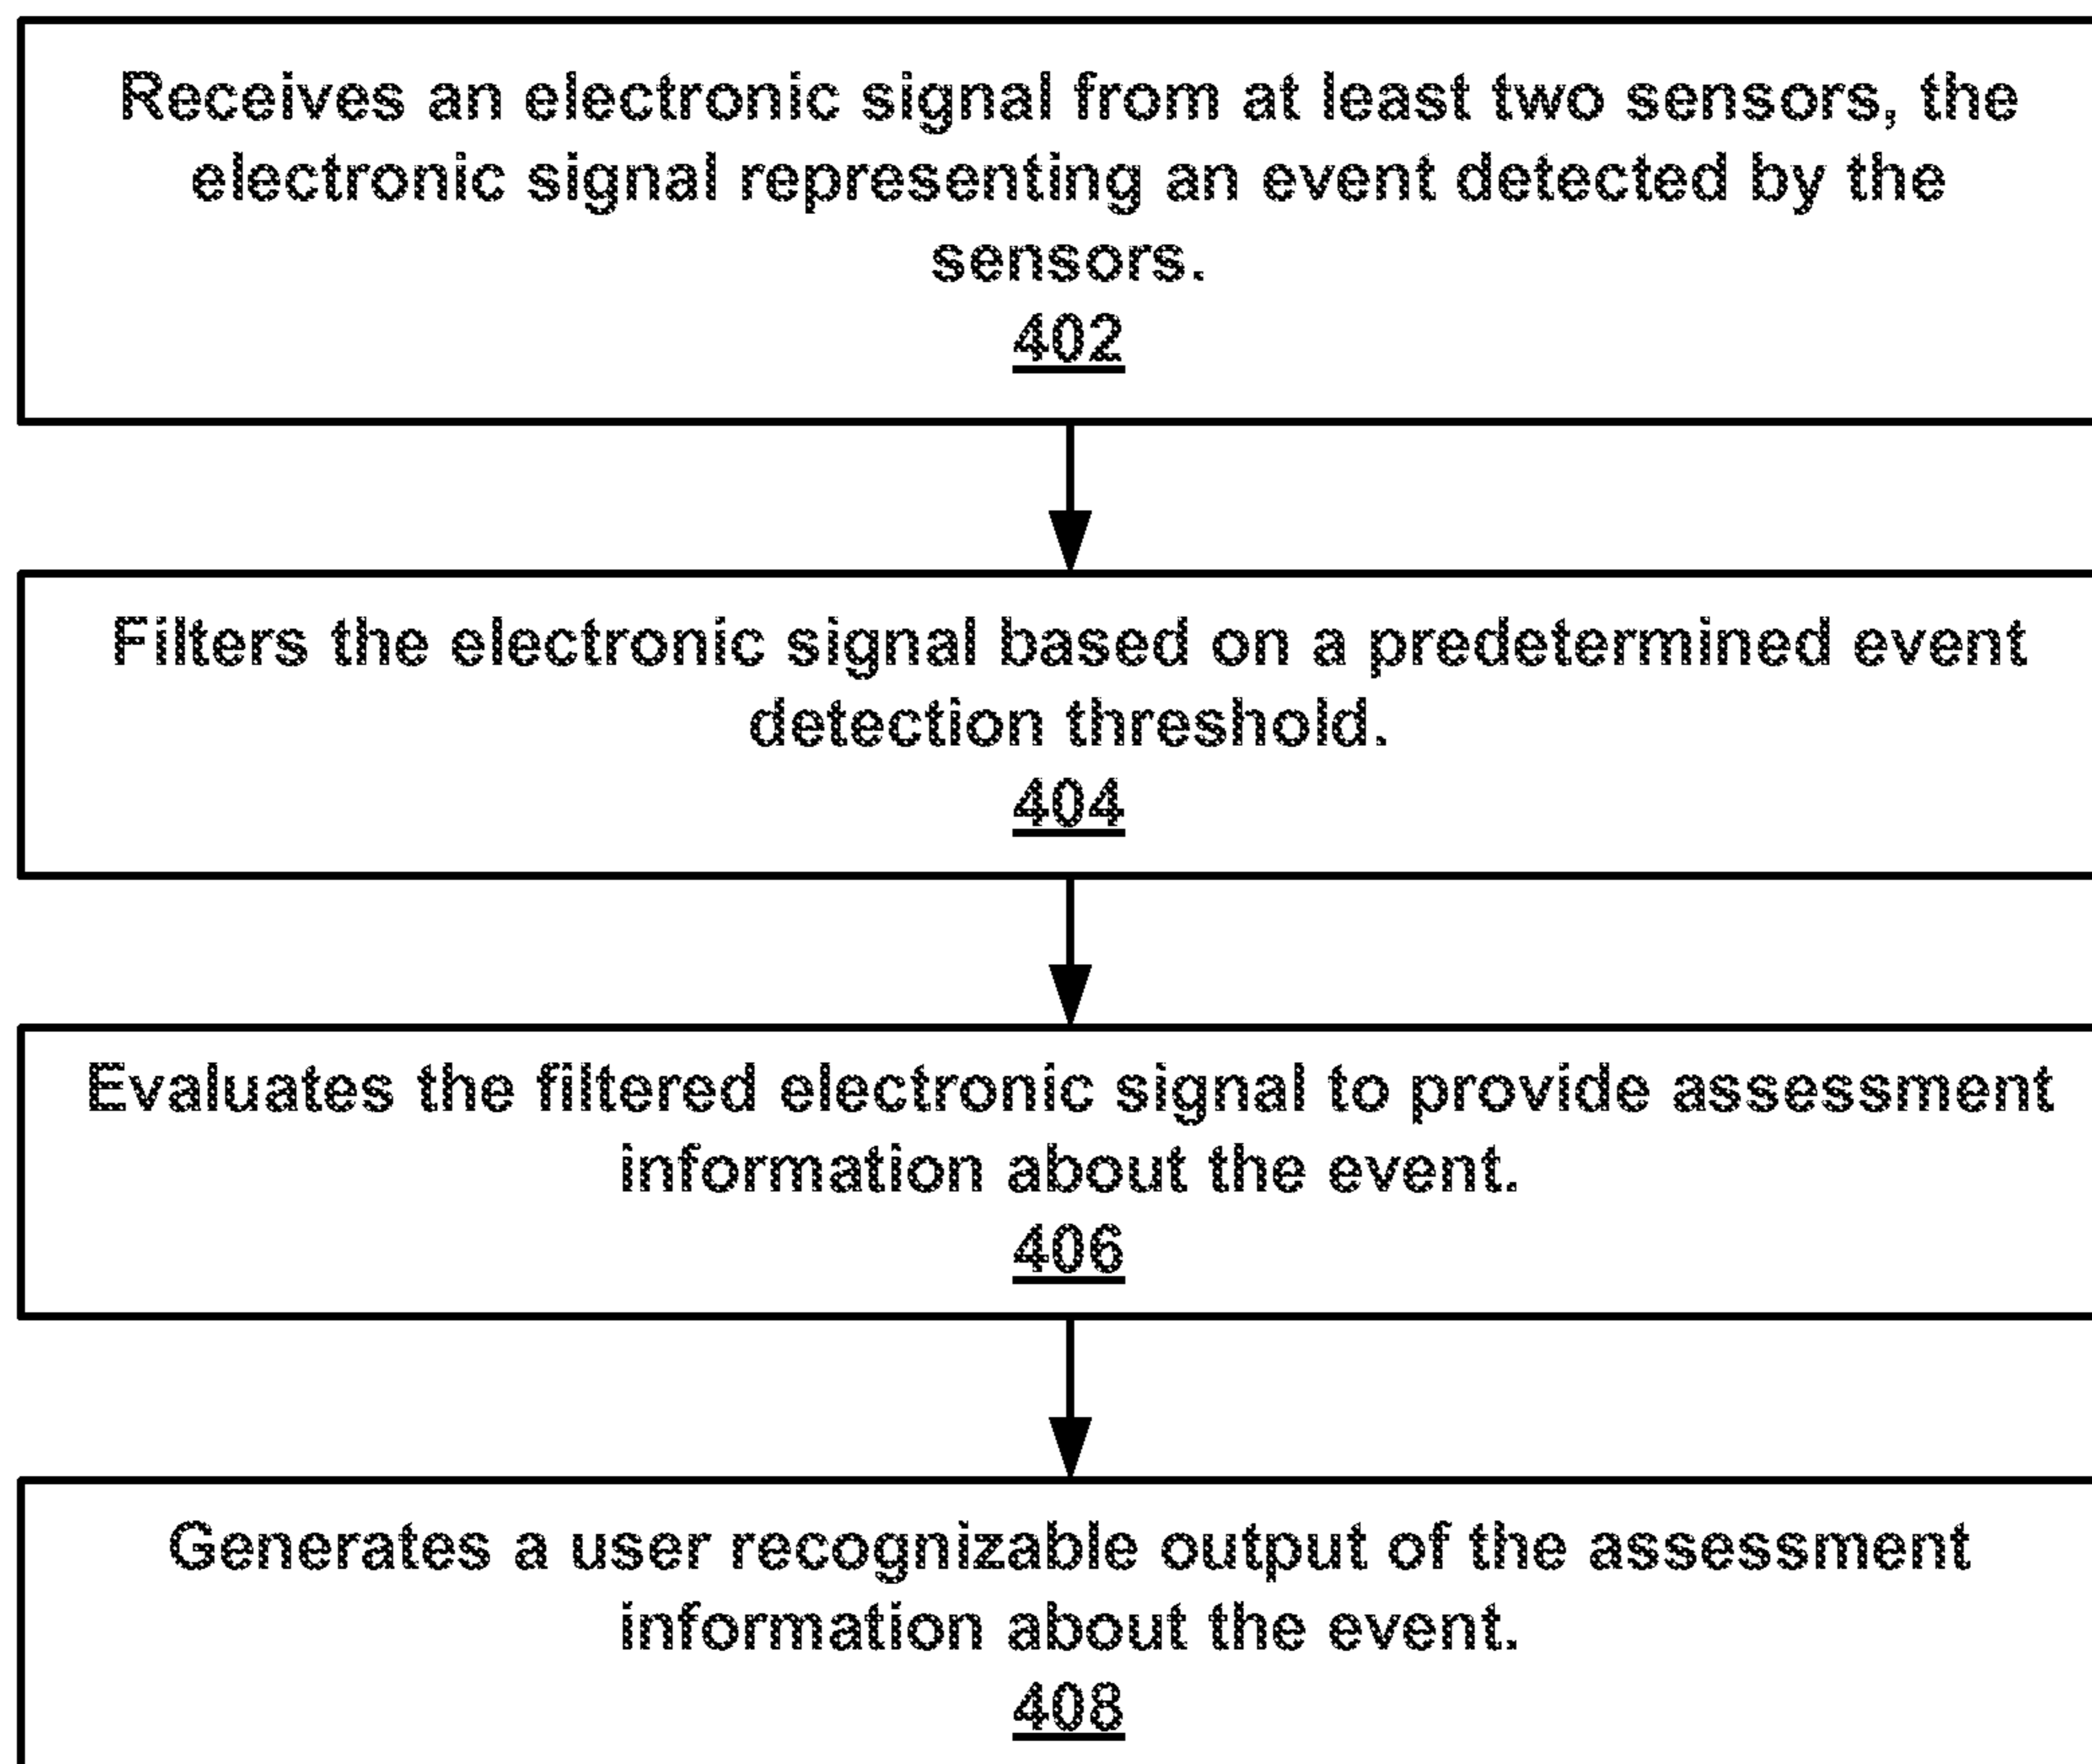 Receives an electronic signal from at least two sensors, the
electronic signal representing an event detected by the
sensors.
402
Filters the electronic signal based on a predetermined event
detection threshold.
404
Evaluates the filtered electronic signal to provide assessment
information about the event.
406
Generates a user recognizable output of the assessment
information about the event.
408